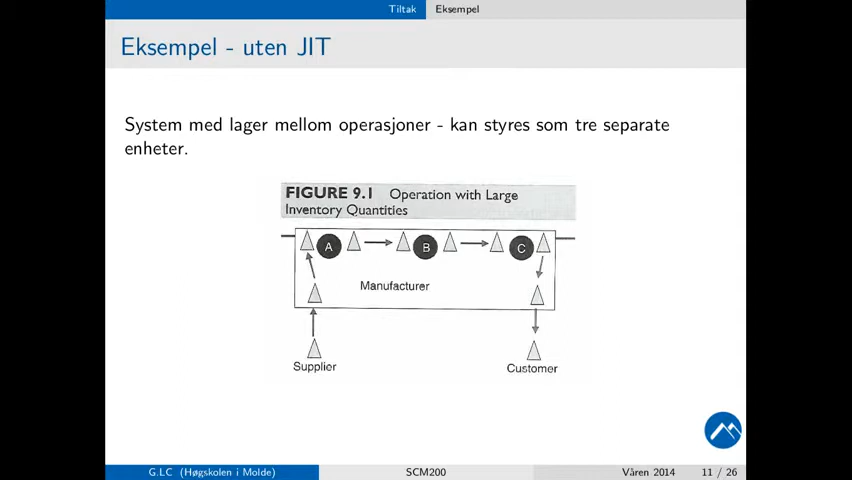 Tiltak Eksempel
Eksempel - uten JIT
System med lager mellom operasjoner - kan styres som tre separate
enheter.
FIGURE 9.1 Operation with Large
Inventory Quantities
A B C
Manufacturer
Supplier Customer
G.LC (Høgskolen i Molde) SCM200 Våren 2014 11 / 26